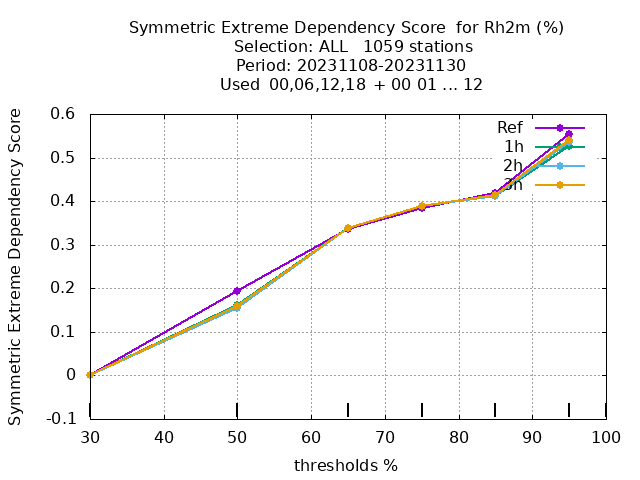 Symmetric Extreme Dependency Score  for Rh2m (%)
Selection: ALL   1059 stations
Period: 20231108-20231130
Used  00,06,12,18  + 00 01 ... 12
Symmetric Extreme Dependency Score
0.6
0.5
0.4
0.3
0.2
0.1
0
-0.1
Ref
1h
2h
3h
30 40 50 60 70 80 90 100
thresholds %